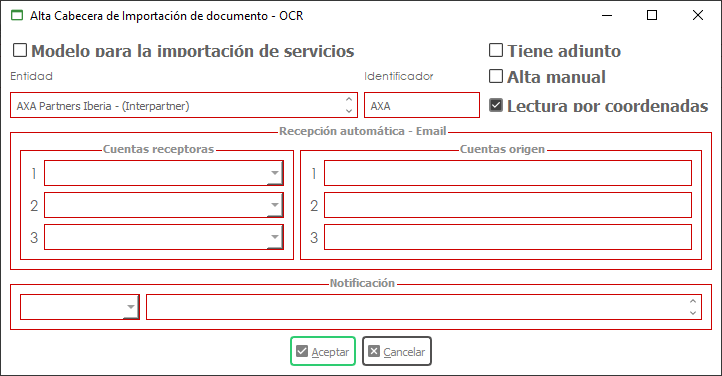 Alta Cabecera de Importación de documento - OCR
Modelo para la importación de servicios
Tiene adjunto
Entidad
Identificador
Alta manual
AXA Partners Iberia - (Interpartner)
AXA
Lectura por coordenadas
Recepción automática - Email
Cuentas receptoras
Cuentas origen
1
1
2
2
3
3
Notificación
Aceptar
Cancelar